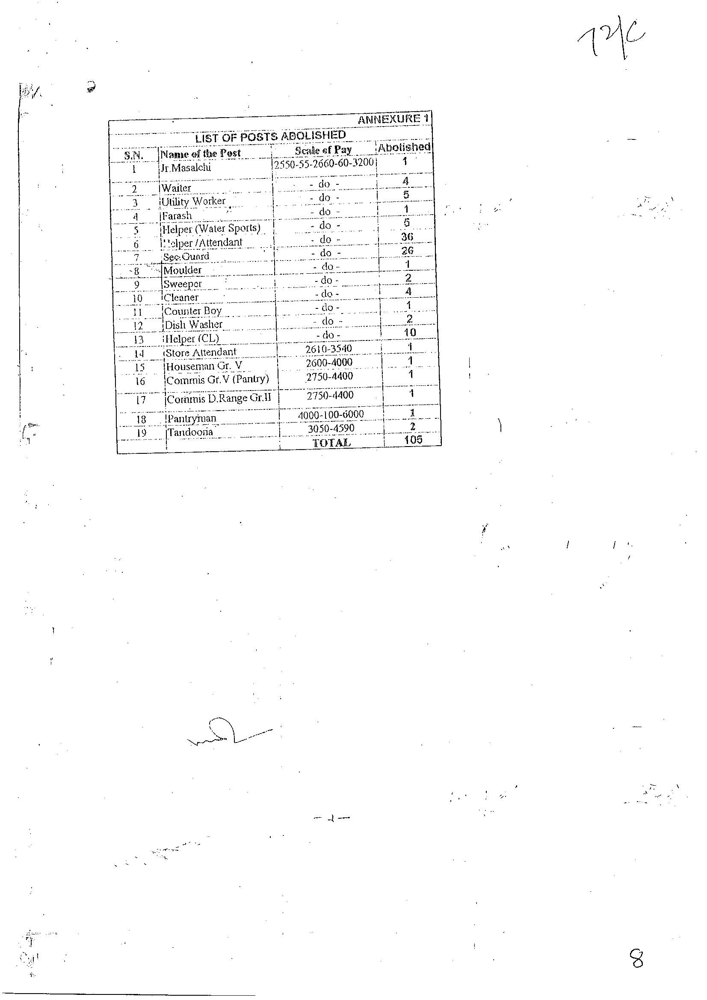 72/C
ANNEXURE 1
LIST OF POSTS ABOLISHED
S.N. Name of the Post Scale of Pay Abolished
1 Jr.Masalchi 2550-55-2660-60-3200 1
2 Waiter - do - 4
3 Utility Worker - do - 5
4 Farash - do - 1
5 Helper (Water Sports) - do - 5
6 Helper /Attendant - do - 36
7 Sec.Guard - do - 26
8 Moulder - do - 1
9 Sweeper - do - 2
10 Cleaner - do - 4
11 Counter Boy - do - 1
12 Dish Washer - do - 2
13 Helper (CL) - do - 10
14 Store Attendant 2610-3540 1
15 Houseman Gr. V 2600-4000 1
16 Commis Gr.V (Pantry) 2750-4400 1
17 Commis D.Range Gr.II 2750-4400 1
18 Pantryman 4000-100-6000 1
19 Tandooria 3050-4590 2
TOTAL 105
8